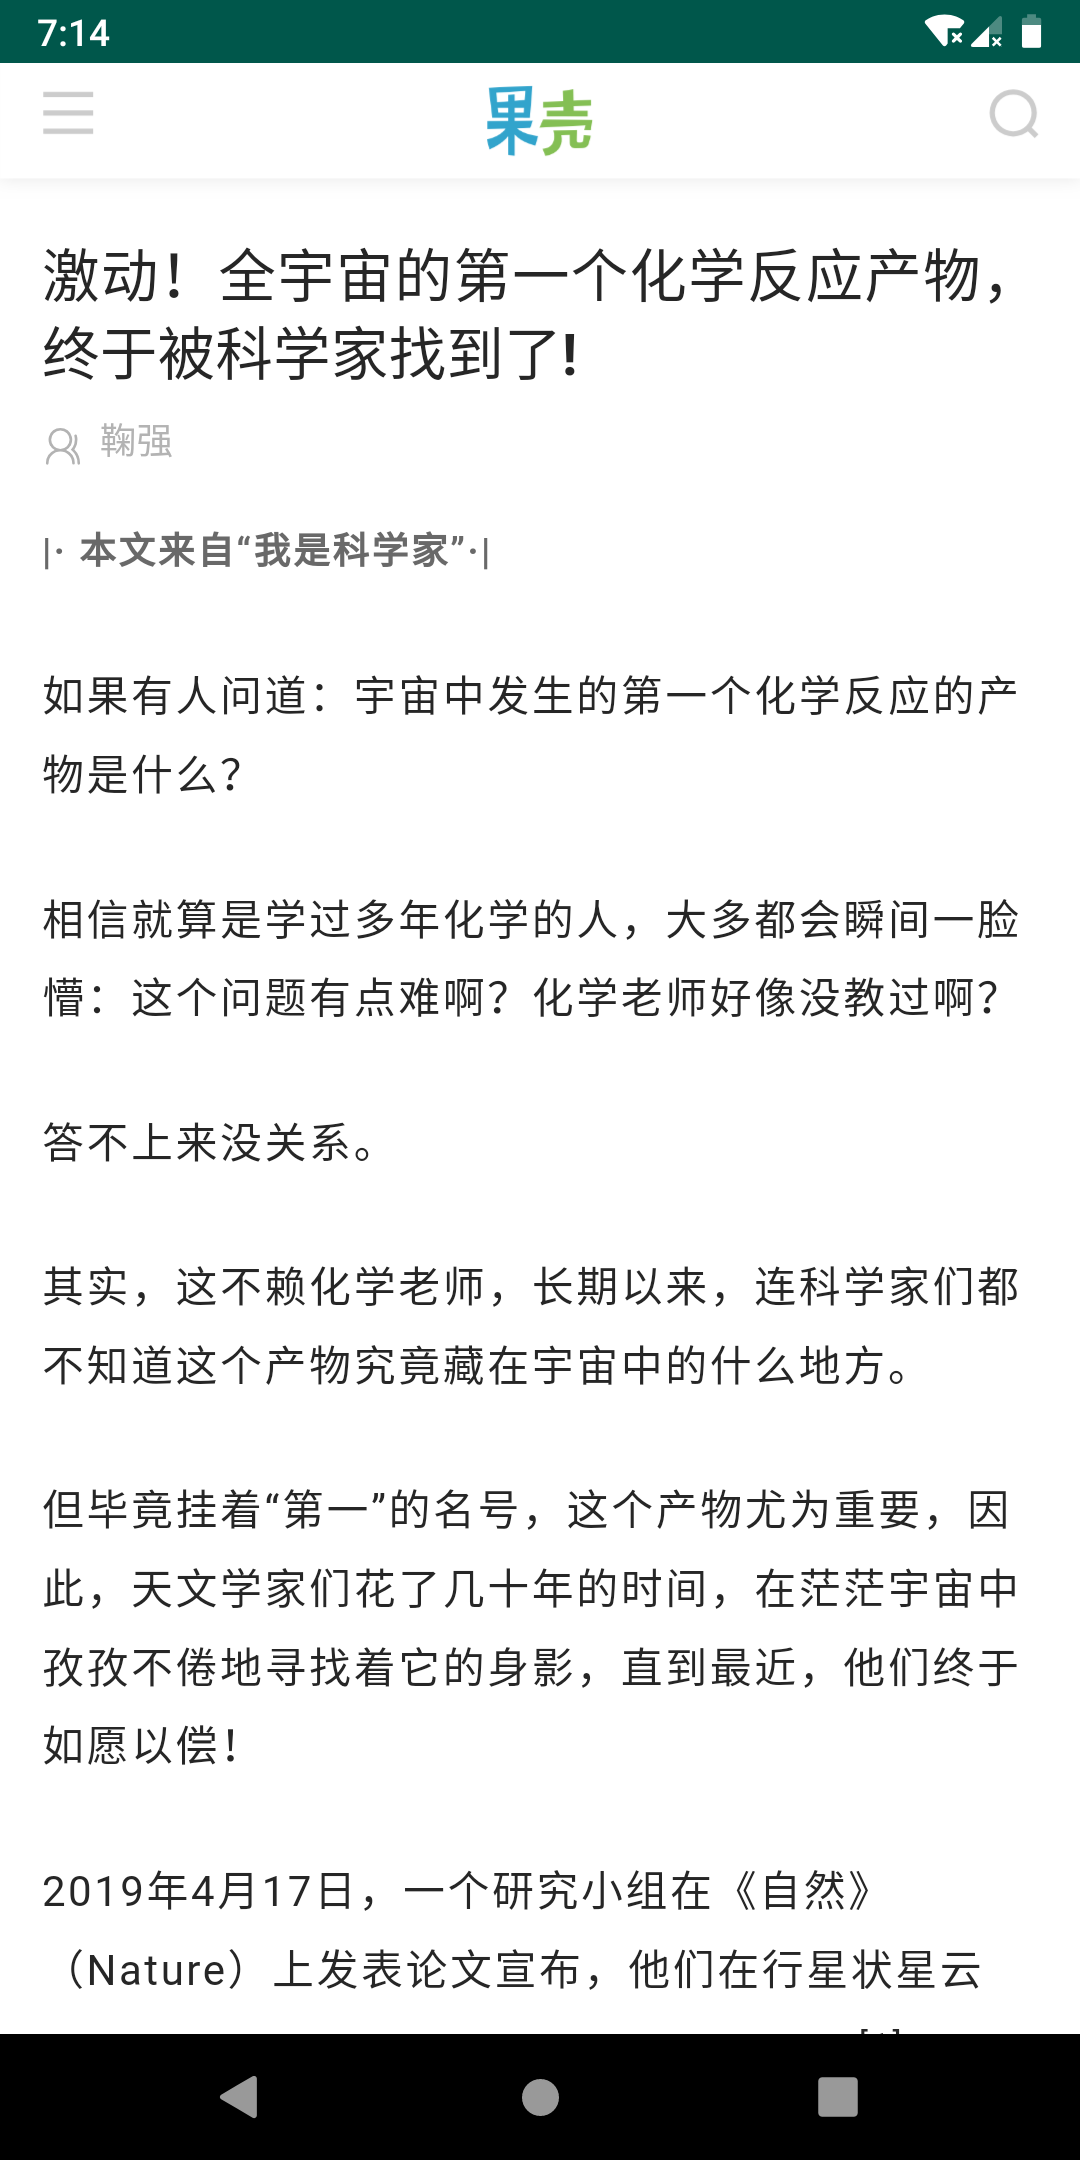 7:14
果壳
激动！全宇宙的第一个化学反应产物，
终于被科学家找到了！
鞠强
|· 本文来自“我是科学家”·|
如果有人问道：宇宙中发生的第一个化学反应的产
物是什么？
相信就算是学过多年化学的人，大多都会瞬间一脸
懵：这个问题有点难啊？化学老师好像没教过啊？
答不上来没关系。
其实，这不赖化学老师，长期以来，连科学家们都
不知道这个产物究竟藏在宇宙中的什么地方。
但毕竟挂着“第一”的名号，这个产物尤为重要，因
此，天文学家们花了几十年的时间，在茫茫宇宙中
孜孜不倦地寻找着它的身影，直到最近，他们终于
如愿以偿！
2019年4月17日，一个研究小组在《自然》
（Nature）上发表论文宣布，他们在行星状星云